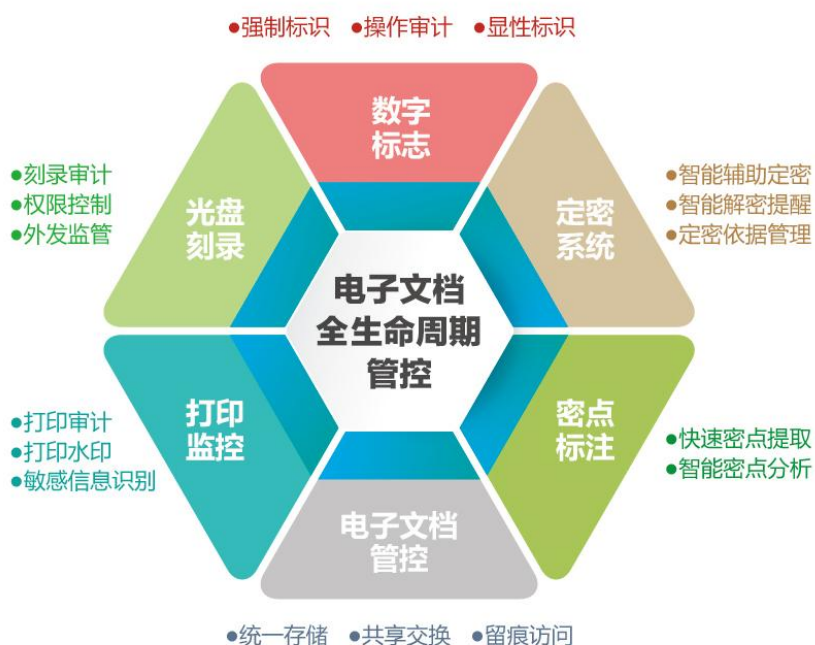 ●强制标识 ●操作审计 ●显性标识
数字
标志
●刻录审计
●权限控制
●外发监管
光盘
刻录
定密
系统
●智能辅助定密
●智能解密提醒
●定密依据管理
电子文档
全生命周期
管控
●打印审计
●打印水印
●敏感信息识别
打印
监控
密点
标注
●快速密点提取
●智能密点分析
电子文档
管控
●统一存储 ●共享交换 ●留痕访问